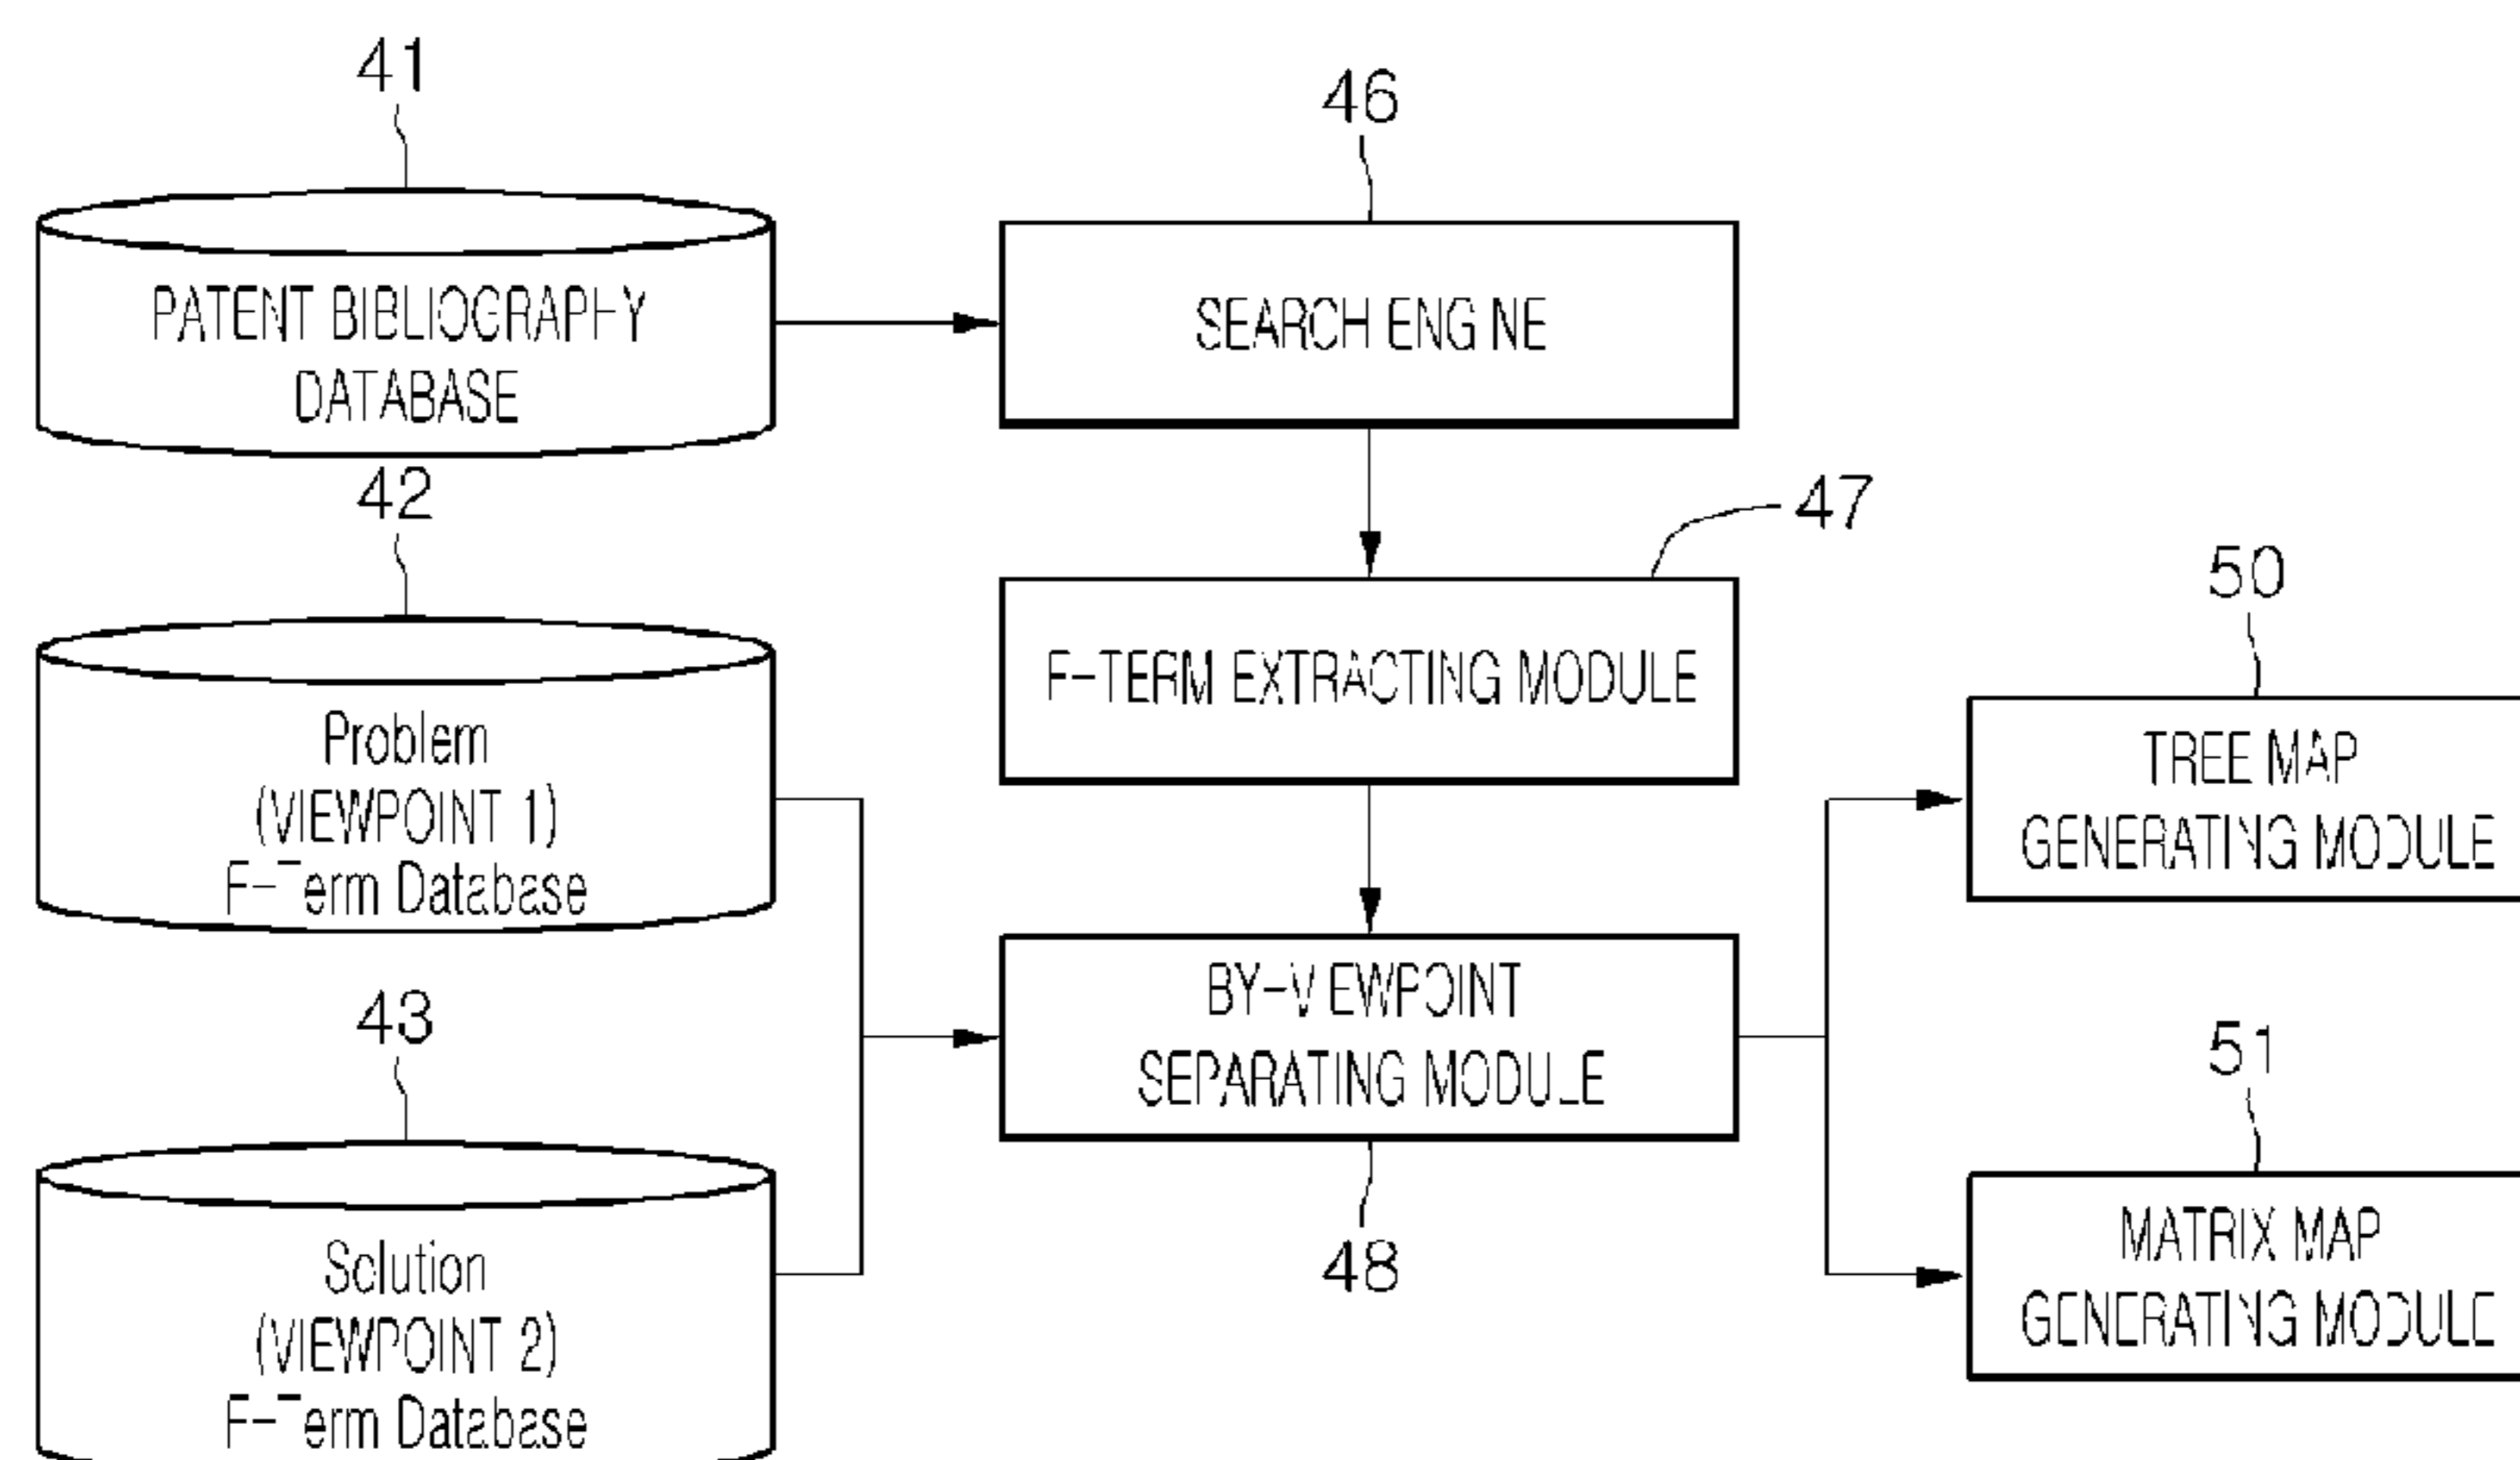 41
PATENT BIBLIOGRAPHY
DATABASE
46
SEARCH ENGINE
42
Problem
(VIEWPOINT 1)
F-Term Database
47
F-TERM EXTRACTING MODULE
43
Solution
(VIEWPOINT 2)
F-Term Database
BY-VIEWPOINT
SEPARATING MODULE
48
50
TREE MAP
GENERATING MODULE
51
MATRIX MAP
GENERATING MODULE